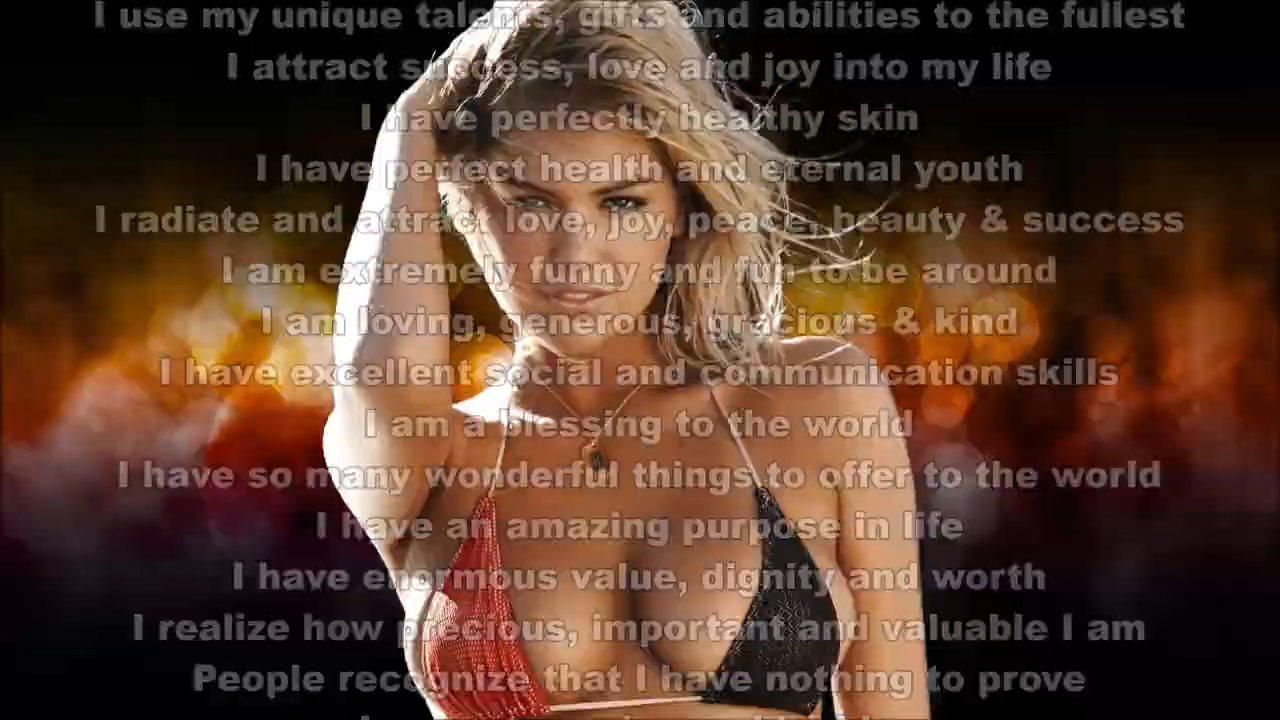 I use my unique talents, gifts and abilities to the fullest
I attract success, love and joy into my life
I have perfectly healthy skin
I have perfect health and eternal youth
I radiate and attract love, joy, peace, beauty & success
I am extremely funny and fun to be around
I am loving, generous, gracious & kind
I have excellent social and communication skills
I am a blessing to the world
I have so many wonderful things to offer to the world
I have an amazing purpose in life
I have enormous value, dignity and worth
I realize how precious, important and valuable I am
People recognize that I have nothing to prove